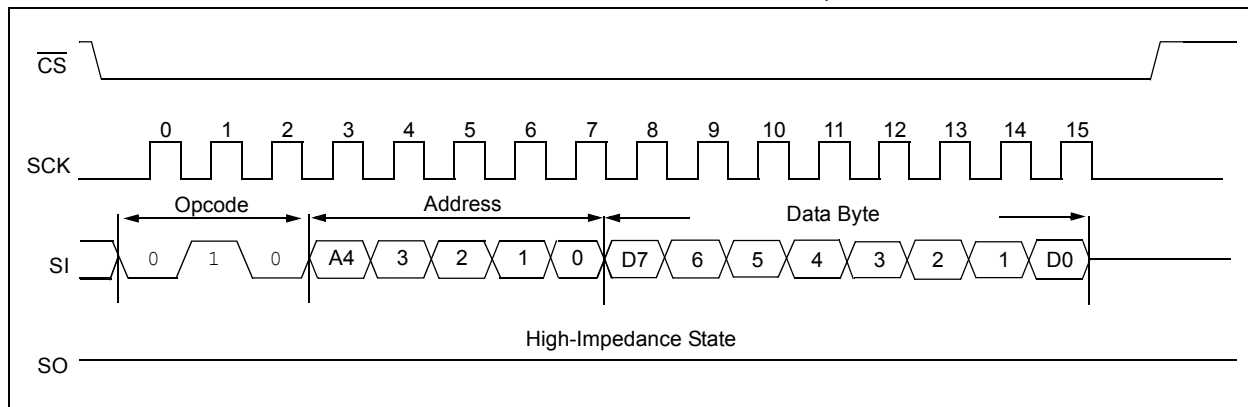 CS
0 1 2 3 4 5 6 7 8 9 10 11 12 13 14 15
SCK
Opcode Address Data Byte
SI 0 1 0 A4 3 2 1 0 D7 6 5 4 3 2 1 D0
High-Impedance State
SO